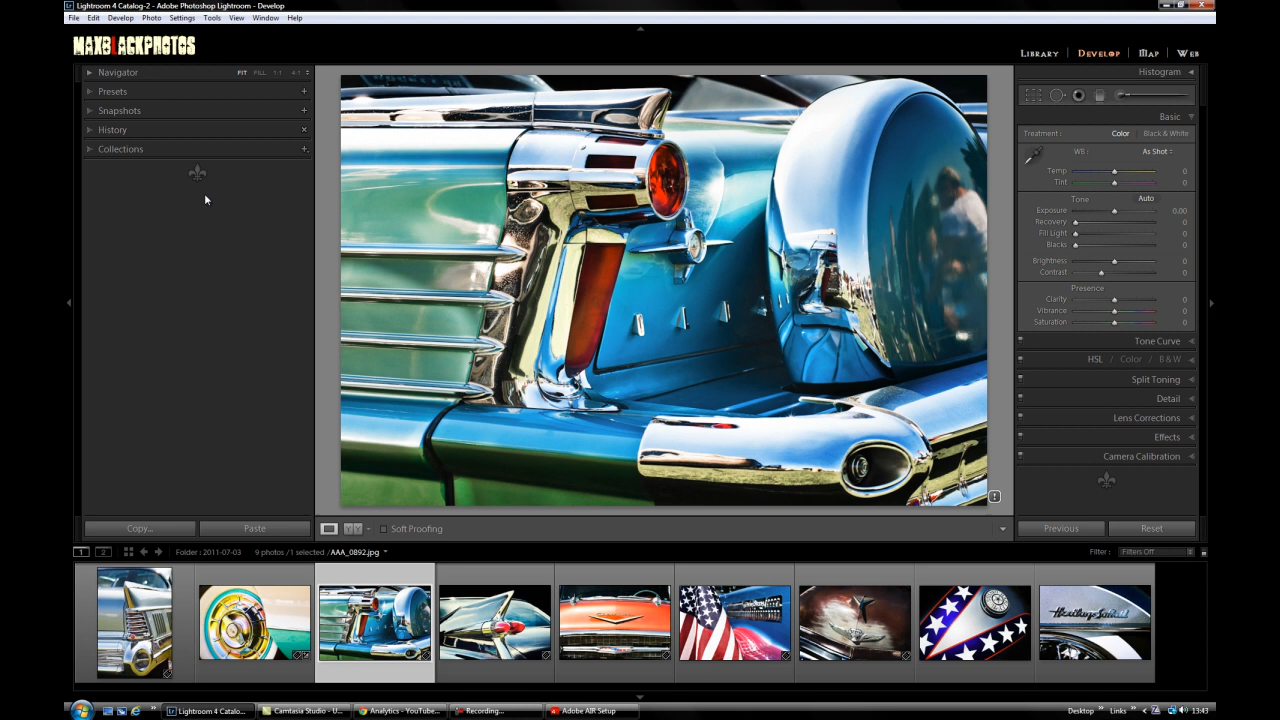 Lightroom 4 Catalog-2 - Adobe Photoshop Lightroom - Develop
File Edit Develop Photo Settings Tools View Window Help
MAXBLACKPHOTOS
Library Develop Map Web
Navigator FIT FILL 1:1 4:1
Presets
Snapshots
History
Collections
Histogram
Basic
Treatment : Color Black & White
WB : As Shot
Temp 0
Tint 0
Tone Auto
Exposure 0.00
Recovery 0
Fill Light 0
Blacks 0
Brightness 0
Contrast 0
Presence
Clarity 0
Vibrance 0
Saturation 0
Tone Curve
HSL / Color / B & W
Split Toning
Detail
Lens Corrections
Effects
Camera Calibration
Copy... Paste
Soft Proofing
Previous Reset
1 2 Folder : 2011-07-03 9 photos /1 selected /AAA_0892.jpg Filter : Filters Off
Heritage Softail
Lightroom 4 Catalo... Camtasia Studio - U... Analytics - YouTube... Recording... Adobe AIR Setup Desktop Links 13:43